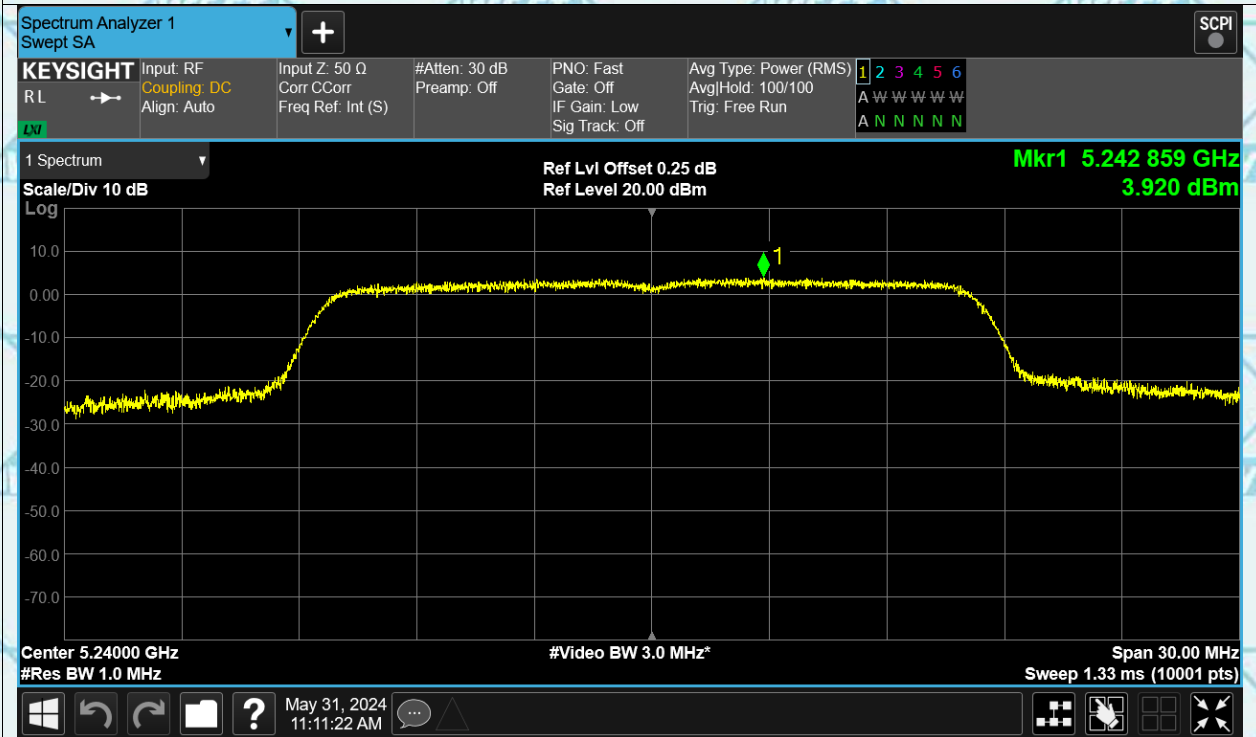 Spectrum Analyzer 1
Swept SA
+
SCPI
KEYSIGHT
R L
LXI
Input: RF
Coupling: DC
Align: Auto
Input Z: 50 Ω
Corr CCorr
Freq Ref: Int (S)
#Atten: 30 dB
Preamp: Off
PNO: Fast
Gate: Off
IF Gain: Low
Sig Track: Off
Avg Type: Power (RMS)
Avg|Hold: 100/100
Trig: Free Run
1 2 3 4 5 6
A W W W W W
A N N N N N
1 Spectrum
Scale/Div 10 dB
Log
Ref Lvl Offset 0.25 dB
Ref Level 20.00 dBm
Mkr1 5.242 859 GHz
3.920 dBm
10.0
0.00
-10.0
-20.0
-30.0
-40.0
-50.0
-60.0
-70.0
1
Center 5.24000 GHz
#Res BW 1.0 MHz
#Video BW 3.0 MHz*
Span 30.00 MHz
Sweep 1.33 ms (10001 pts)
?
May 31, 2024
11:11:22 AM